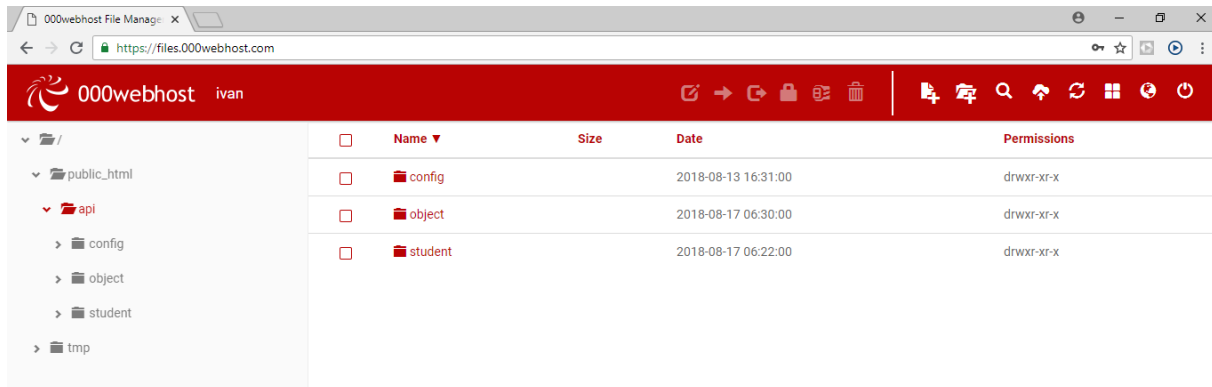 000webhost File Manage
https://files.000webhost.com
000webhost ivan
/
public_html
api
config
object
student
tmp
Name ▼ Size Date Permissions
config 2018-08-13 16:31:00 drwxr-xr-x
object 2018-08-17 06:30:00 drwxr-xr-x
student 2018-08-17 06:22:00 drwxr-xr-x